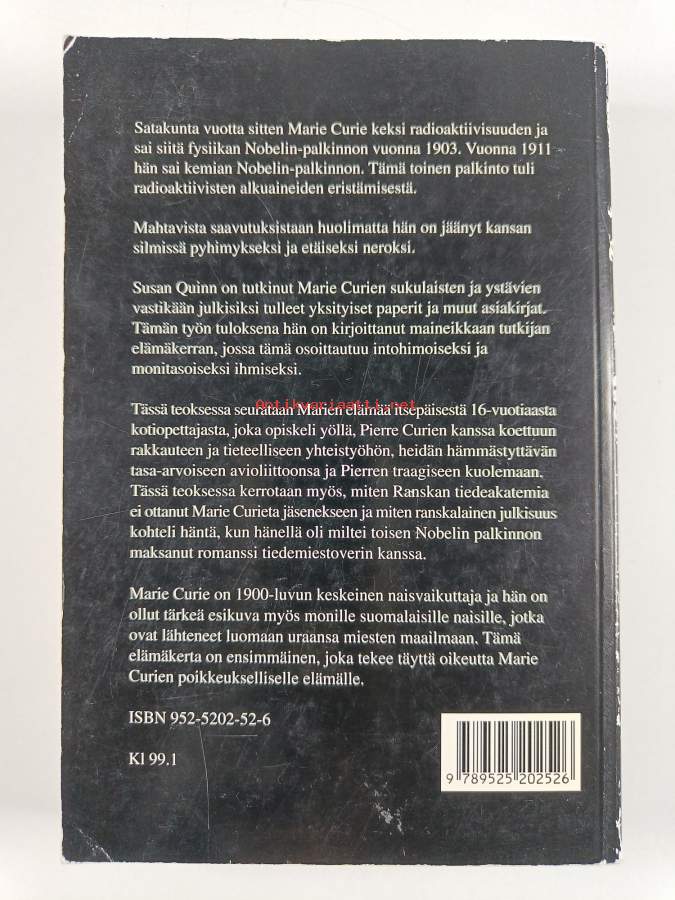 Satakunta vuotta sitten Marie Curie keksi radioaktiivisuuden ja
sai siitä fysiikan Nobelin-palkinnon vuonna 1903. Vuonna 1911
hän sai kemian Nobelin-palkinnon. Tämä toinen palkinto tuli
radioaktiivisten alkuaineiden eristämisestä.
Mahtavista saavutuksistaan huolimatta hän on jäänyt kansan
silmissä pyhimykseksi ja etäiseksi neroksi.
Susan Quinn on tutkinut Marie Curien sukulaisten ja ystävien
vastikään julkisiksi tulleet yksityiset paperit ja muut asiakirjat.
Tämän työn tuloksena hän on kirjoittanut maineikkaan tutkijan
elämäkerran, jossa tämä osoittautuu intohimoiseksi ja
monitasoiseksi ihmiseksi.
Antikvariaatti.net
Tässä teoksessa seurataan Marien elämää itsepäisestä 16-vuotiaasta
kotiopettajasta, joka opiskeli yöllä, Pierre Curien kanssa koettuun
rakkauteen ja tieteelliseen yhteistyöhön, heidän hämmästyttävän
tasa-arvoiseen avioliittoonsa ja Pierren traagiseen kuolemaan.
Tässä teoksessa kerrotaan myös, miten Ranskan tiedeakatemia
ei ottanut Marie Curieta jäsenekseen ja miten ranskalainen julkisuus
kohteli häntä, kun hänellä oli miltei toisen Nobelin palkinnon
maksanut romanssi tiedemiestoverin kanssa.
Marie Curie on 1900-luvun keskeinen naisvaikuttaja ja hän on
ollut tärkeä esikuva myös monille suomalaisille naisille, jotka
ovat lähteneet luomaan uraansa miesten maailmaan. Tämä
elämäkerta on ensimmäinen, joka tekee täyttä oikeutta Marie
Curien poikkeukselliselle elämälle.
ISBN 952-5202-52-6
Kl 99.1
9 789525 202526